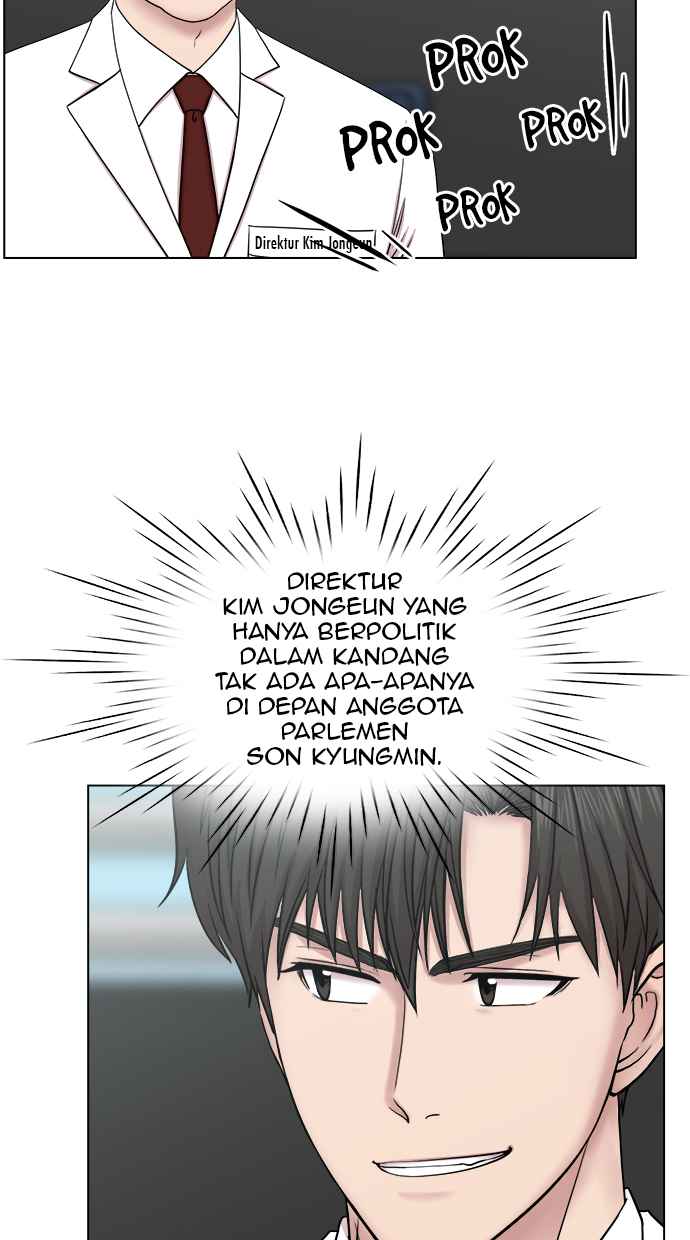 PROK
PROK
PROK
PROK
Direktur Kim Jongeun
DIREKTUR
KIM JONGEUN YANG
HANYA BERPOLITIK
DALAM KANDANG
TAK ADA APA-APANYA
DI DEPAN ANGGOTA
PARLEMEN
SON KYUNGMIN.